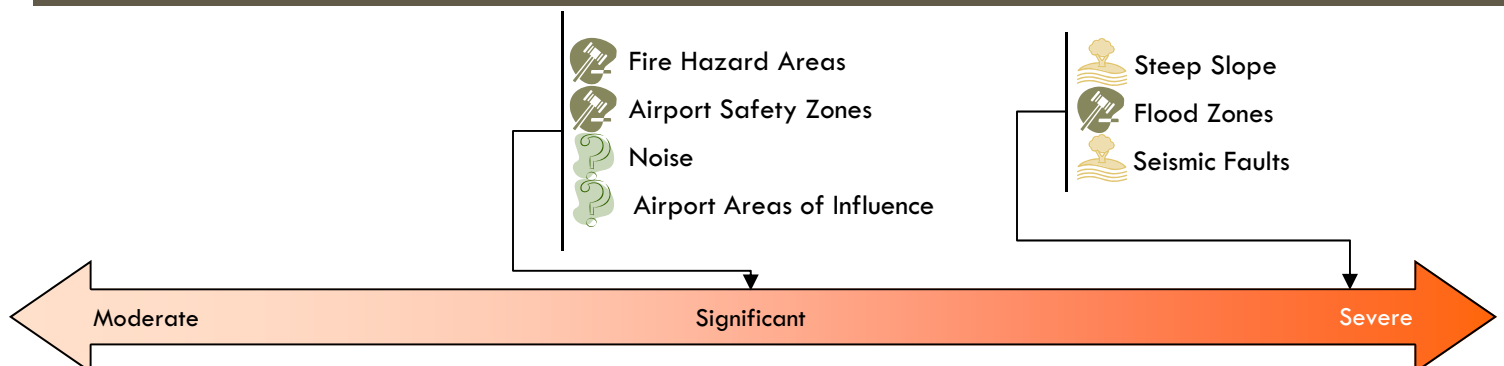 Fire Hazard Areas
Airport Safety Zones
Noise
Airport Areas of Influence
Steep Slope
Flood Zones
Seismic Faults
Moderate
Significant
Severe